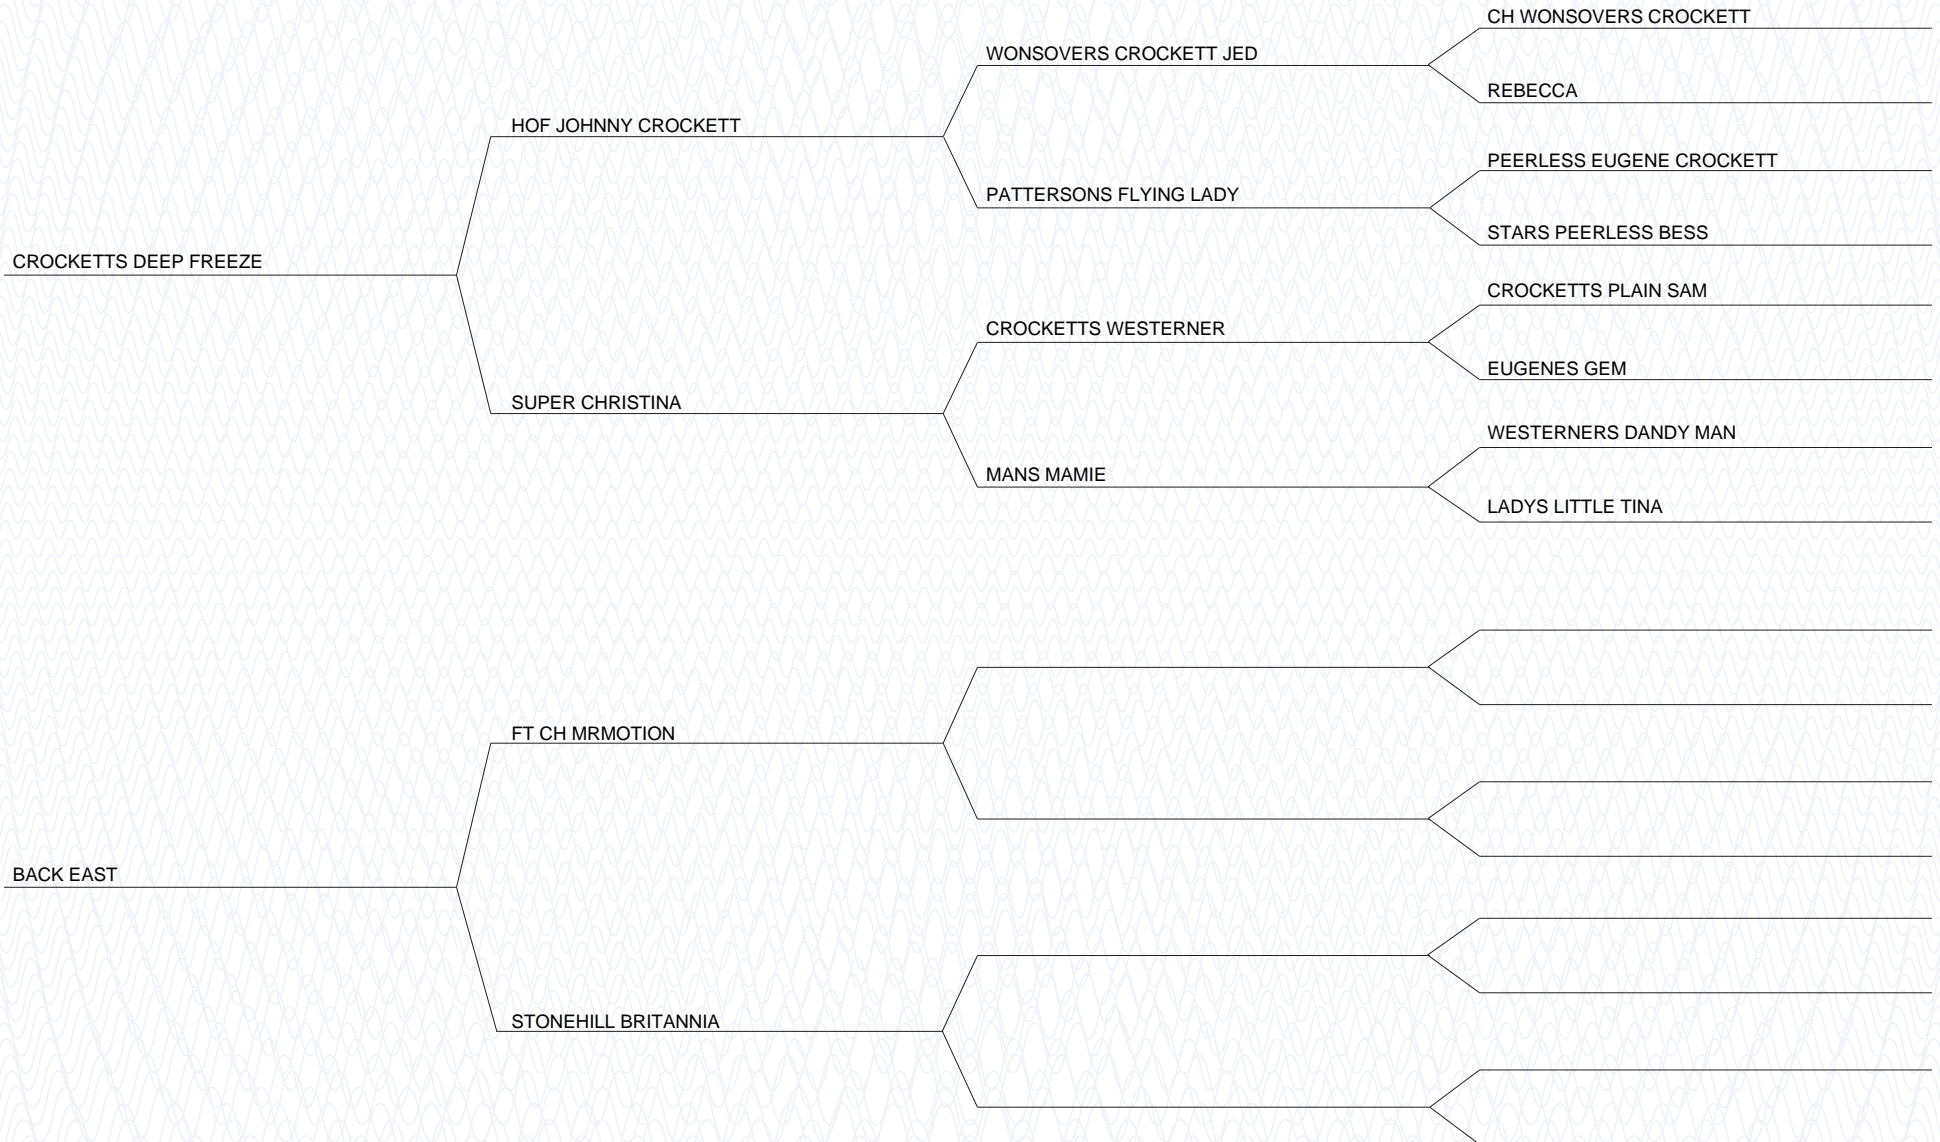 CH WONSOVERS CROCKETT
WONSOVERS CROCKETT JED
REBECCA
HOF JOHNNY CROCKETT
PEERLESS EUGENE CROCKETT
PATTERSONS FLYING LADY
STARS PEERLESS BESS
CROCKETTS DEEP FREEZE
CROCKETTS PLAIN SAM
CROCKETTS WESTERNER
EUGENES GEM
SUPER CHRISTINA
WESTERNERS DANDY MAN
MANS MAMIE
LADYS LITTLE TINA
FT CH MRMOTION
BACK EAST
STONEHILL BRITANNIA